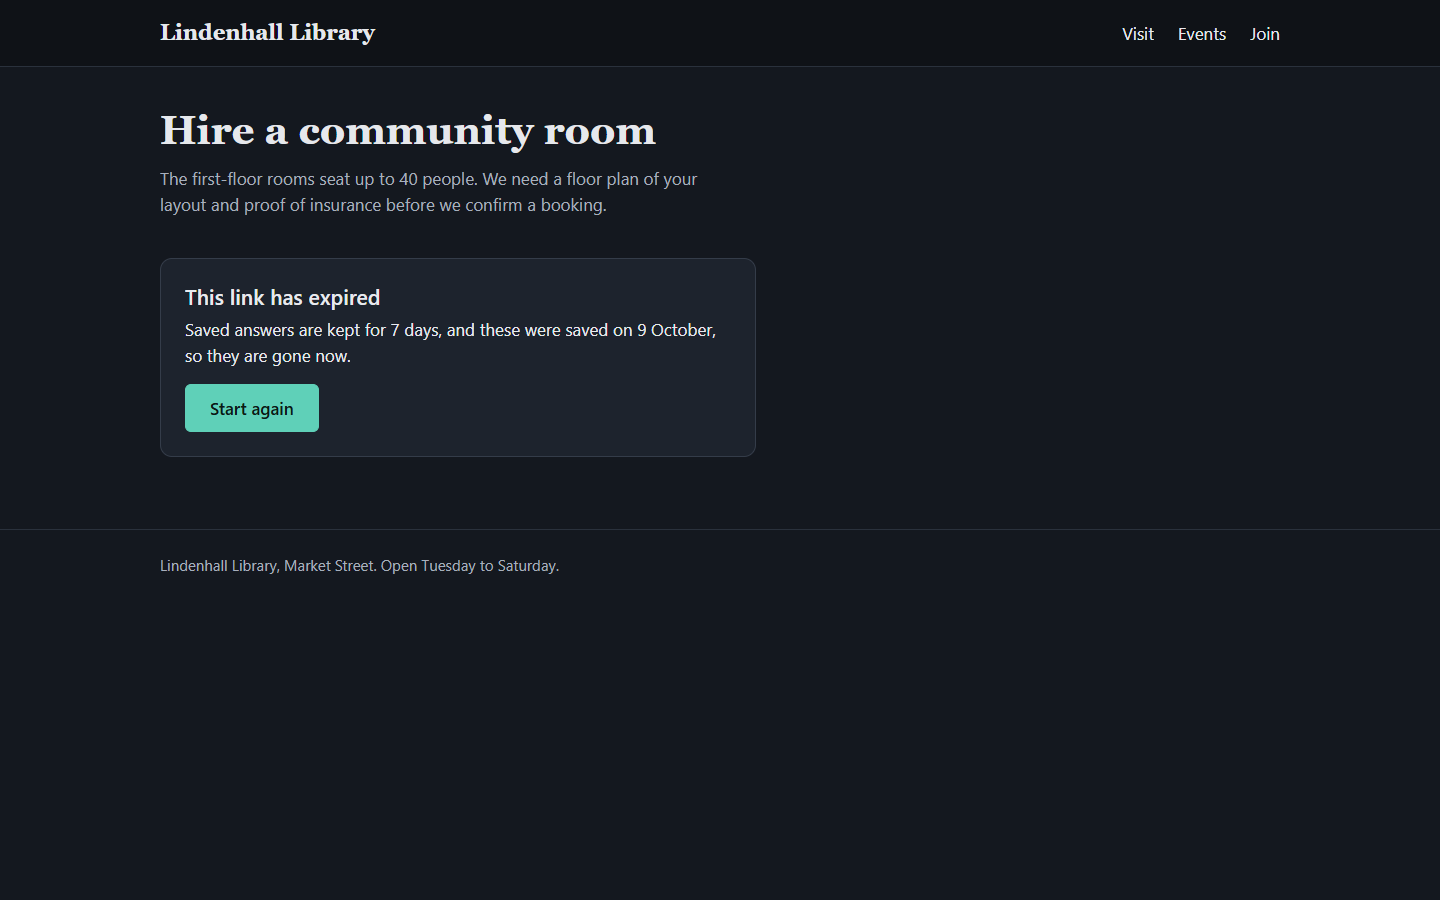 Lindenhall Library
Visit Events Join
Hire a community room
The first-floor rooms seat up to 40 people. We need a floor plan of your
layout and proof of insurance before we confirm a booking.
This link has expired
Saved answers are kept for 7 days, and these were saved on 9 October,
so they are gone now.
Start again
Lindenhall Library, Market Street. Open Tuesday to Saturday.